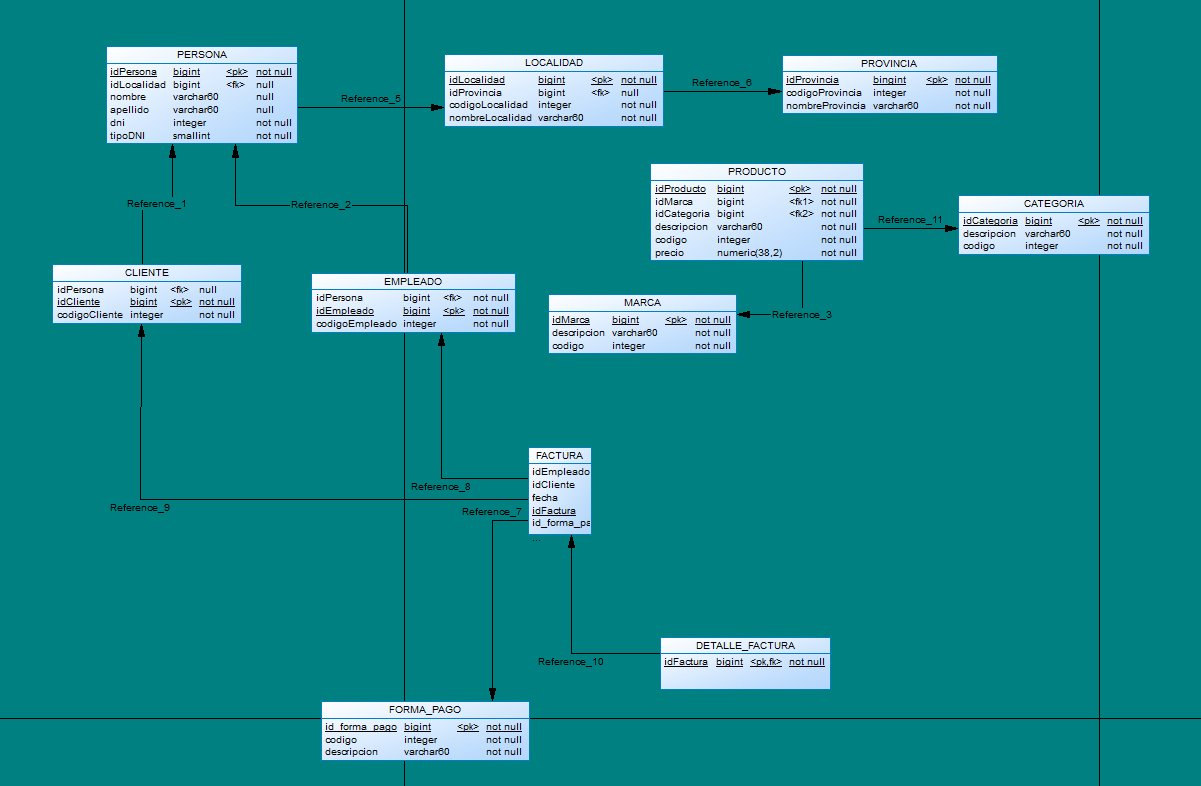 PERSONA
idPersona bigint <pk> not null
idLocalidad bigint <fk> null
nombre varchar60 null
apellido varchar60 null
dni integer not null
tipoDNI smallint not null
LOCALIDAD
idLocalidad bigint <pk> not null
idProvincia bigint <fk> null
codigoLocalidad integer not null
nombreLocalidad varchar60 not null
PROVINCIA
idProvincia bingint <pk> not null
codigoProvincia integer not null
nombreProvincia varchar60 not null
Reference_5
Reference_6
PRODUCTO
idProducto bigint <pk> not null
idMarca bigint <fk1> not null
idCategoria bigint <fk2> not null
descripcion varchar60 not null
codigo integer not null
precio numeric(38,2) not null
Reference_11
CATEGORIA
idCategoria bigint <pk> not null
descripcion varchar60 not null
codigo integer not null
Reference_1
Reference_2
CLIENTE
idPersona bigint <fk> null
idCliente bigint <pk> not null
codigoCliente integer not null
EMPLEADO
idPersona bigint <fk> not null
idEmpleado bigint <pk> not null
codigoEmpleado integer not null
MARCA
idMarca bigint <pk> not null
descripcion varchar60 not null
codigo integer not null
Reference_3
FACTURA
idEmpleado
idCliente
fecha
idFactura
id_forma_pa
...
Reference_8
Reference_9
Reference_7
Reference_10
DETALLE_FACTURA
idFactura bigint <pk,fk> not null
FORMA_PAGO
id_forma_pago bigint <pk> not null
codigo integer not null
descripcion varchar60 not null